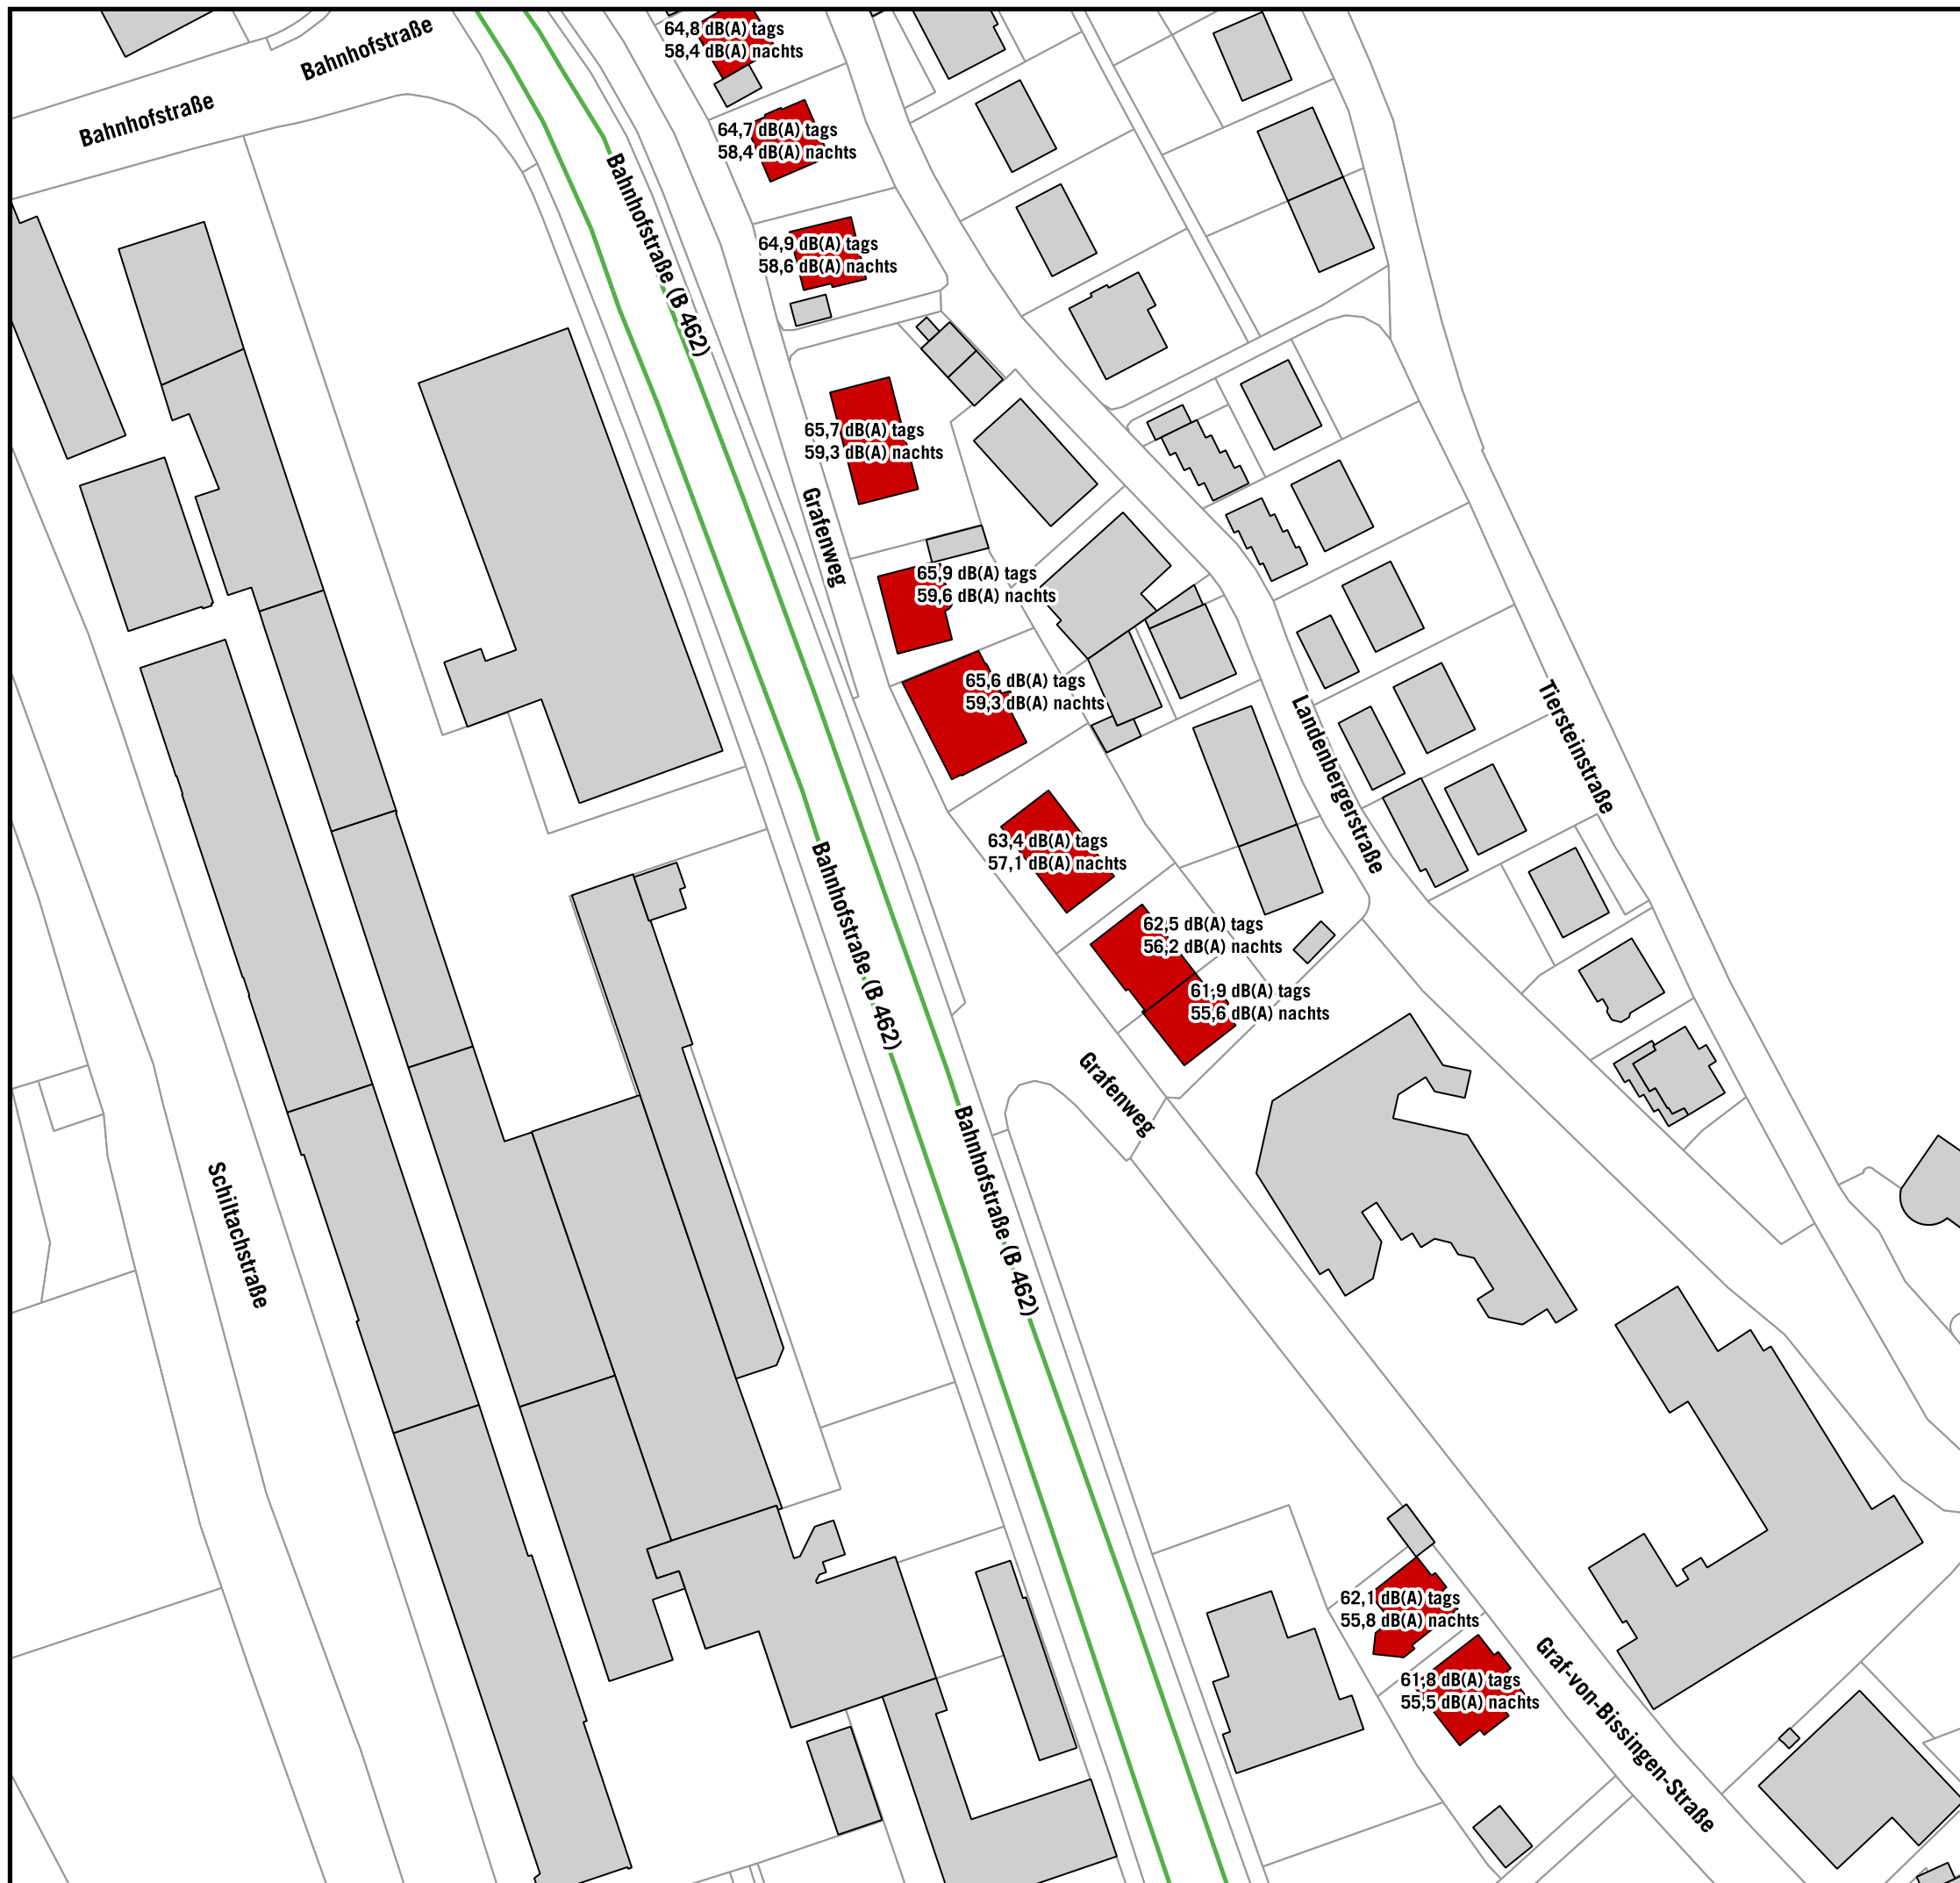 64,8 dB(A) tags
58,4 dB(A) nachts
Bahnhofstraße
Bahnhofstraße
64,7 dB(A) tags
58,4 dB(A) nachts
Bahnhofstraße (B 462)
64,9 dB(A) tags
58,6 dB(A) nachts
65,7 dB(A) tags
59,3 dB(A) nachts
Grafenweg
65,9 dB(A) tags
59,6 dB(A) nachts
65,6 dB(A) tags
59,3 dB(A) nachts
Landenbergerstraße
Tiersteinstraße
63,4 dB(A) tags
57,1 dB(A) nachts
Bahnhofstraße (B 462)
62,5 dB(A) tags
56,2 dB(A) nachts
61,9 dB(A) tags
55,6 dB(A) nachts
Grafenweg
Bahnhofstraße (B 462)
Schiltachstraße
62,1 dB(A) tags
55,8 dB(A) nachts
61,8 dB(A) tags
55,5 dB(A) nachts
Graf-von-Bissingen-Straße